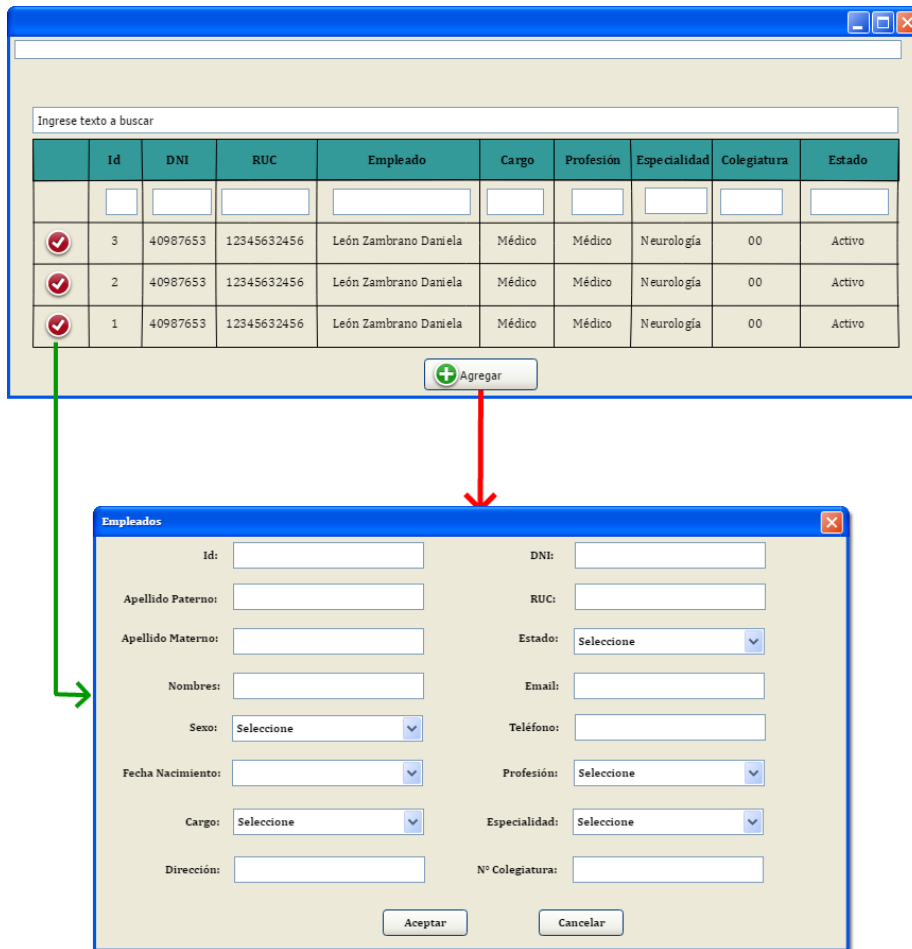 Ingrese texto a buscar
Id DNI RUC Empleado Cargo Profesión Especialidad Colegiatura Estado
3 40987653 12345632456 León Zambrano Daniela Médico Médico Neurología 00 Activo
2 40987653 12345632456 León Zambrano Daniela Médico Médico Neurología 00 Activo
1 40987653 12345632456 León Zambrano Daniela Médico Médico Neurología 00 Activo
Agregar
Empleados
Id: DNI:
Apellido Paterno: RUC:
Apellido Materno: Estado: Seleccione
Nombres: Email:
Sexo: Seleccione Teléfono:
Fecha Nacimiento: Profesión: Seleccione
Cargo: Seleccione Especialidad: Seleccione
Dirección: Nº Colegiatura:
Aceptar Cancelar